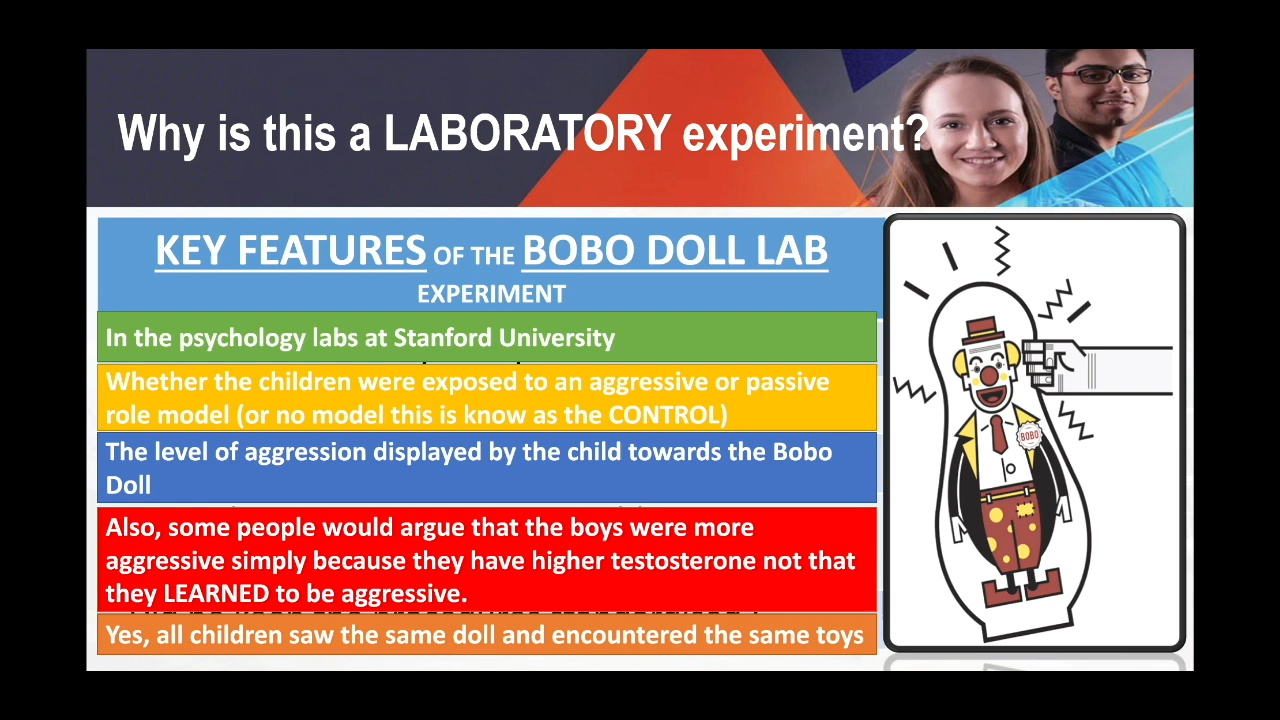 Why is this a LABORATORY experiment?
KEY FEATURES OF THE BOBO DOLL LAB
EXPERIMENT
In the psychology labs at Stanford University
Whether the children were exposed to an aggressive or passive
role model (or no model this is know as the CONTROL)
The level of aggression displayed by the child towards the Bobo
Doll
Also, some people would argue that the boys were more
aggressive simply because they have higher testosterone not that
they LEARNED to be aggressive.
Yes, all children saw the same doll and encountered the same toys
BOBO